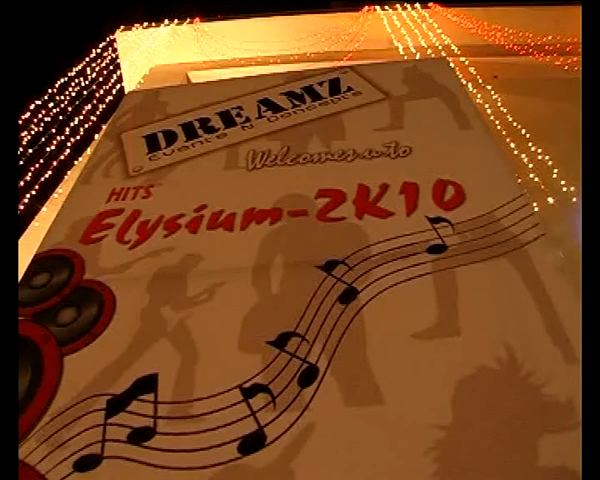 DREAMZ
Events N Concepts
Welcomes u to
HITS
Elysium-2K10